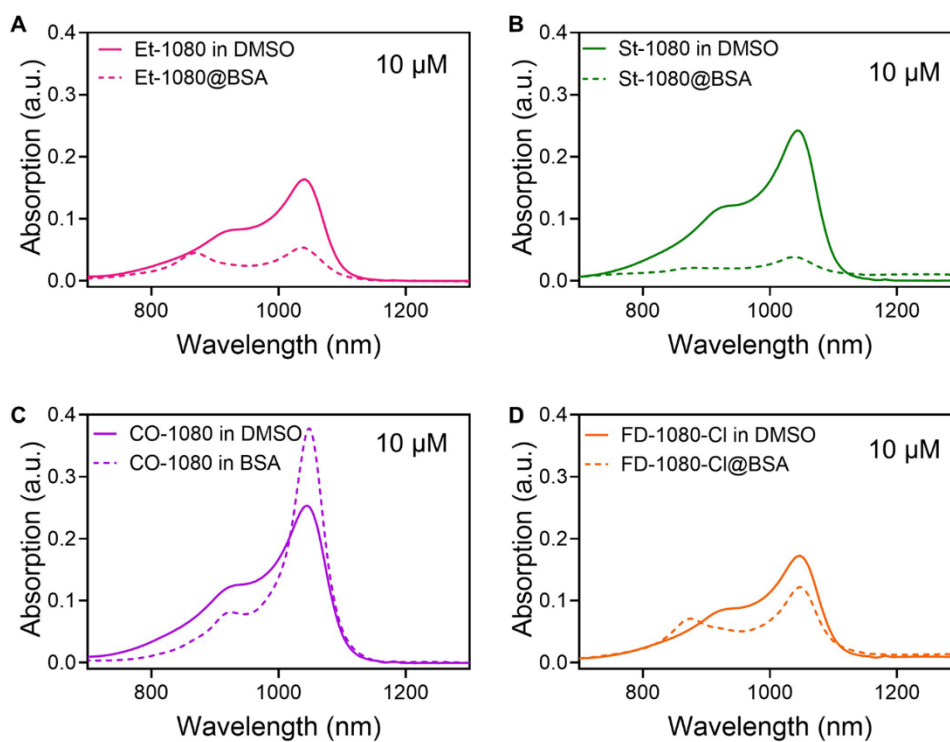 A
Et-1080 in DMSO
Et-1080@BSA
10 µM
0.4
0.3
0.2
0.1
0.0
Absorption (a.u.)
800
1000
1200
Wavelength (nm)
B
St-1080 in DMSO
St-1080@BSA
10 µM
0.4
0.3
0.2
0.1
0.0
Absorption (a.u.)
800
1000
1200
Wavelength (nm)
C
CO-1080 in DMSO
CO-1080 in BSA
10 µM
0.4
0.3
0.2
0.1
0.0
Absorption (a.u.)
800
1000
1200
Wavelength (nm)
D
FD-1080-Cl in DMSO
FD-1080-Cl@BSA
10 µM
0.4
0.3
0.2
0.1
0.0
Absorption (a.u.)
800
1000
1200
Wavelength (nm)